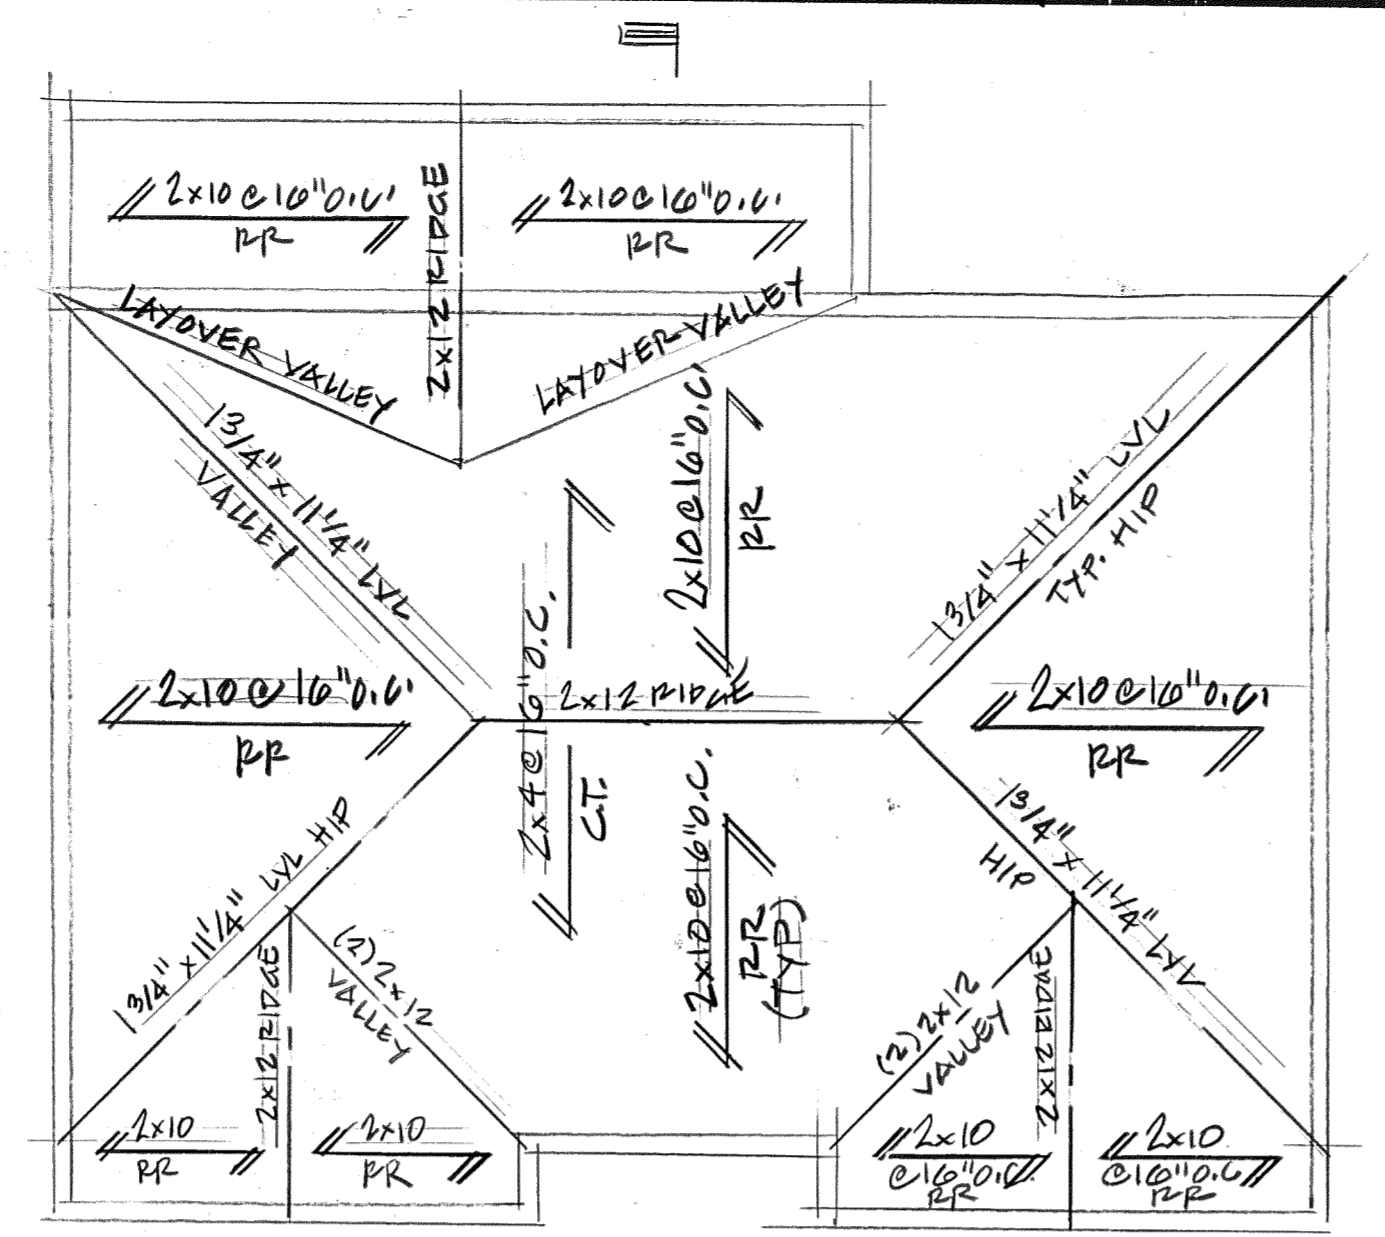 2x10 @ 16" O.C.
RR
2x12 RIDGE
2x10 @ 16" O.C.
RR
LAYOVER VALLEY
LAYOVER VALLEY
1 3/4" x 11 1/4" LVL
VALLEY
2x10 @ 16" O.C.
RR
1 3/4" x 11 1/4" LVL
TYP. HIP
2x4 @ 16" O.C.
C.T.
2x12 RIDGE
2x10 @ 16" O.C.
RR
2x10 @ 16" O.C.
RR
1 3/4" x 11 1/4" LVL HIP
2x10 @ 16" O.C.
RR
(TYP)
1 3/4" x 11 1/4" LVL
HIP
2x12 RIDGE
(2) 2x12
VALLEY
(2) 2x12
VALLEY
2x12 RIDGE
2x10
RR
2x10
RR
2x10
@ 16" O.C.
RR
2x10
@ 16" O.C
RR